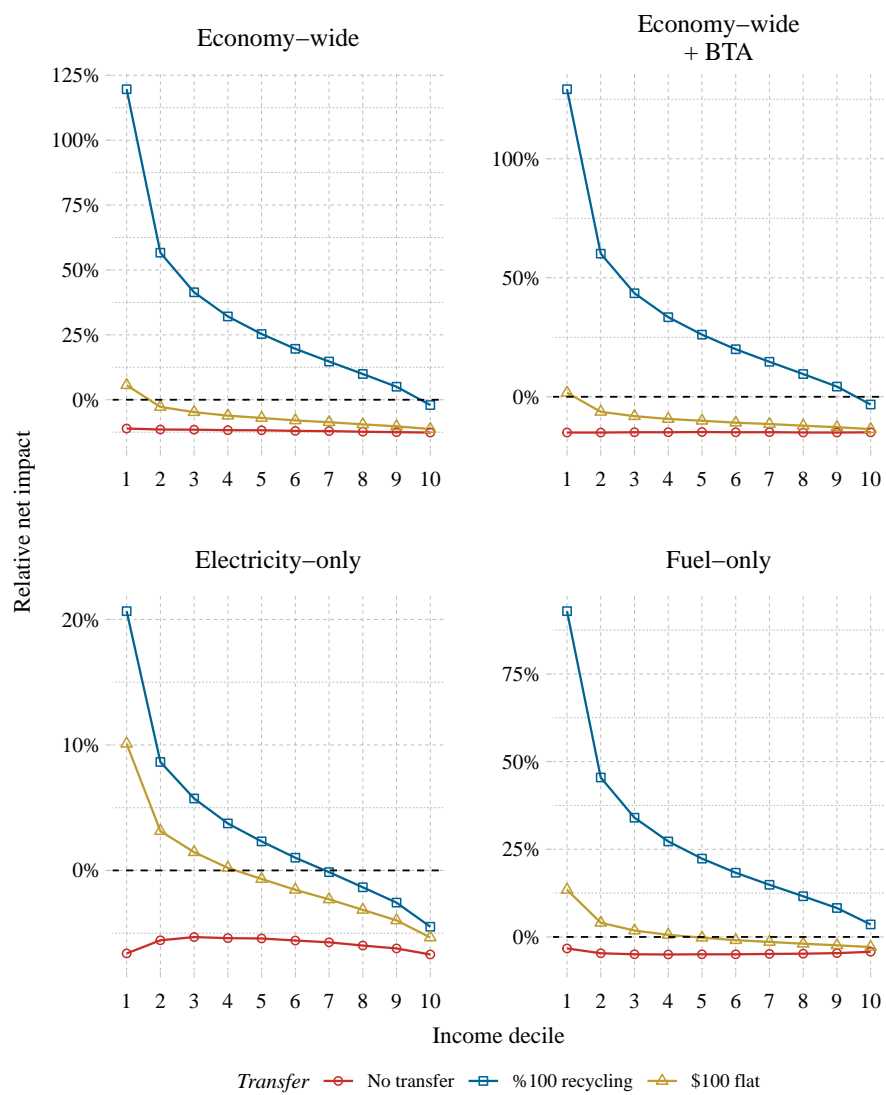 Economy−wide
Economy−wide
+ BTA
125%
100%
75%
50%
25%
0%
100%
50%
0%
1 2 3 4 5 6 7 8 9 10
1 2 3 4 5 6 7 8 9 10
Relative net impact
Electricity−only
Fuel−only
20%
10%
0%
75%
50%
25%
0%
1 2 3 4 5 6 7 8 9 10
1 2 3 4 5 6 7 8 9 10
Income decile
Transfer No transfer %100 recycling $100 flat